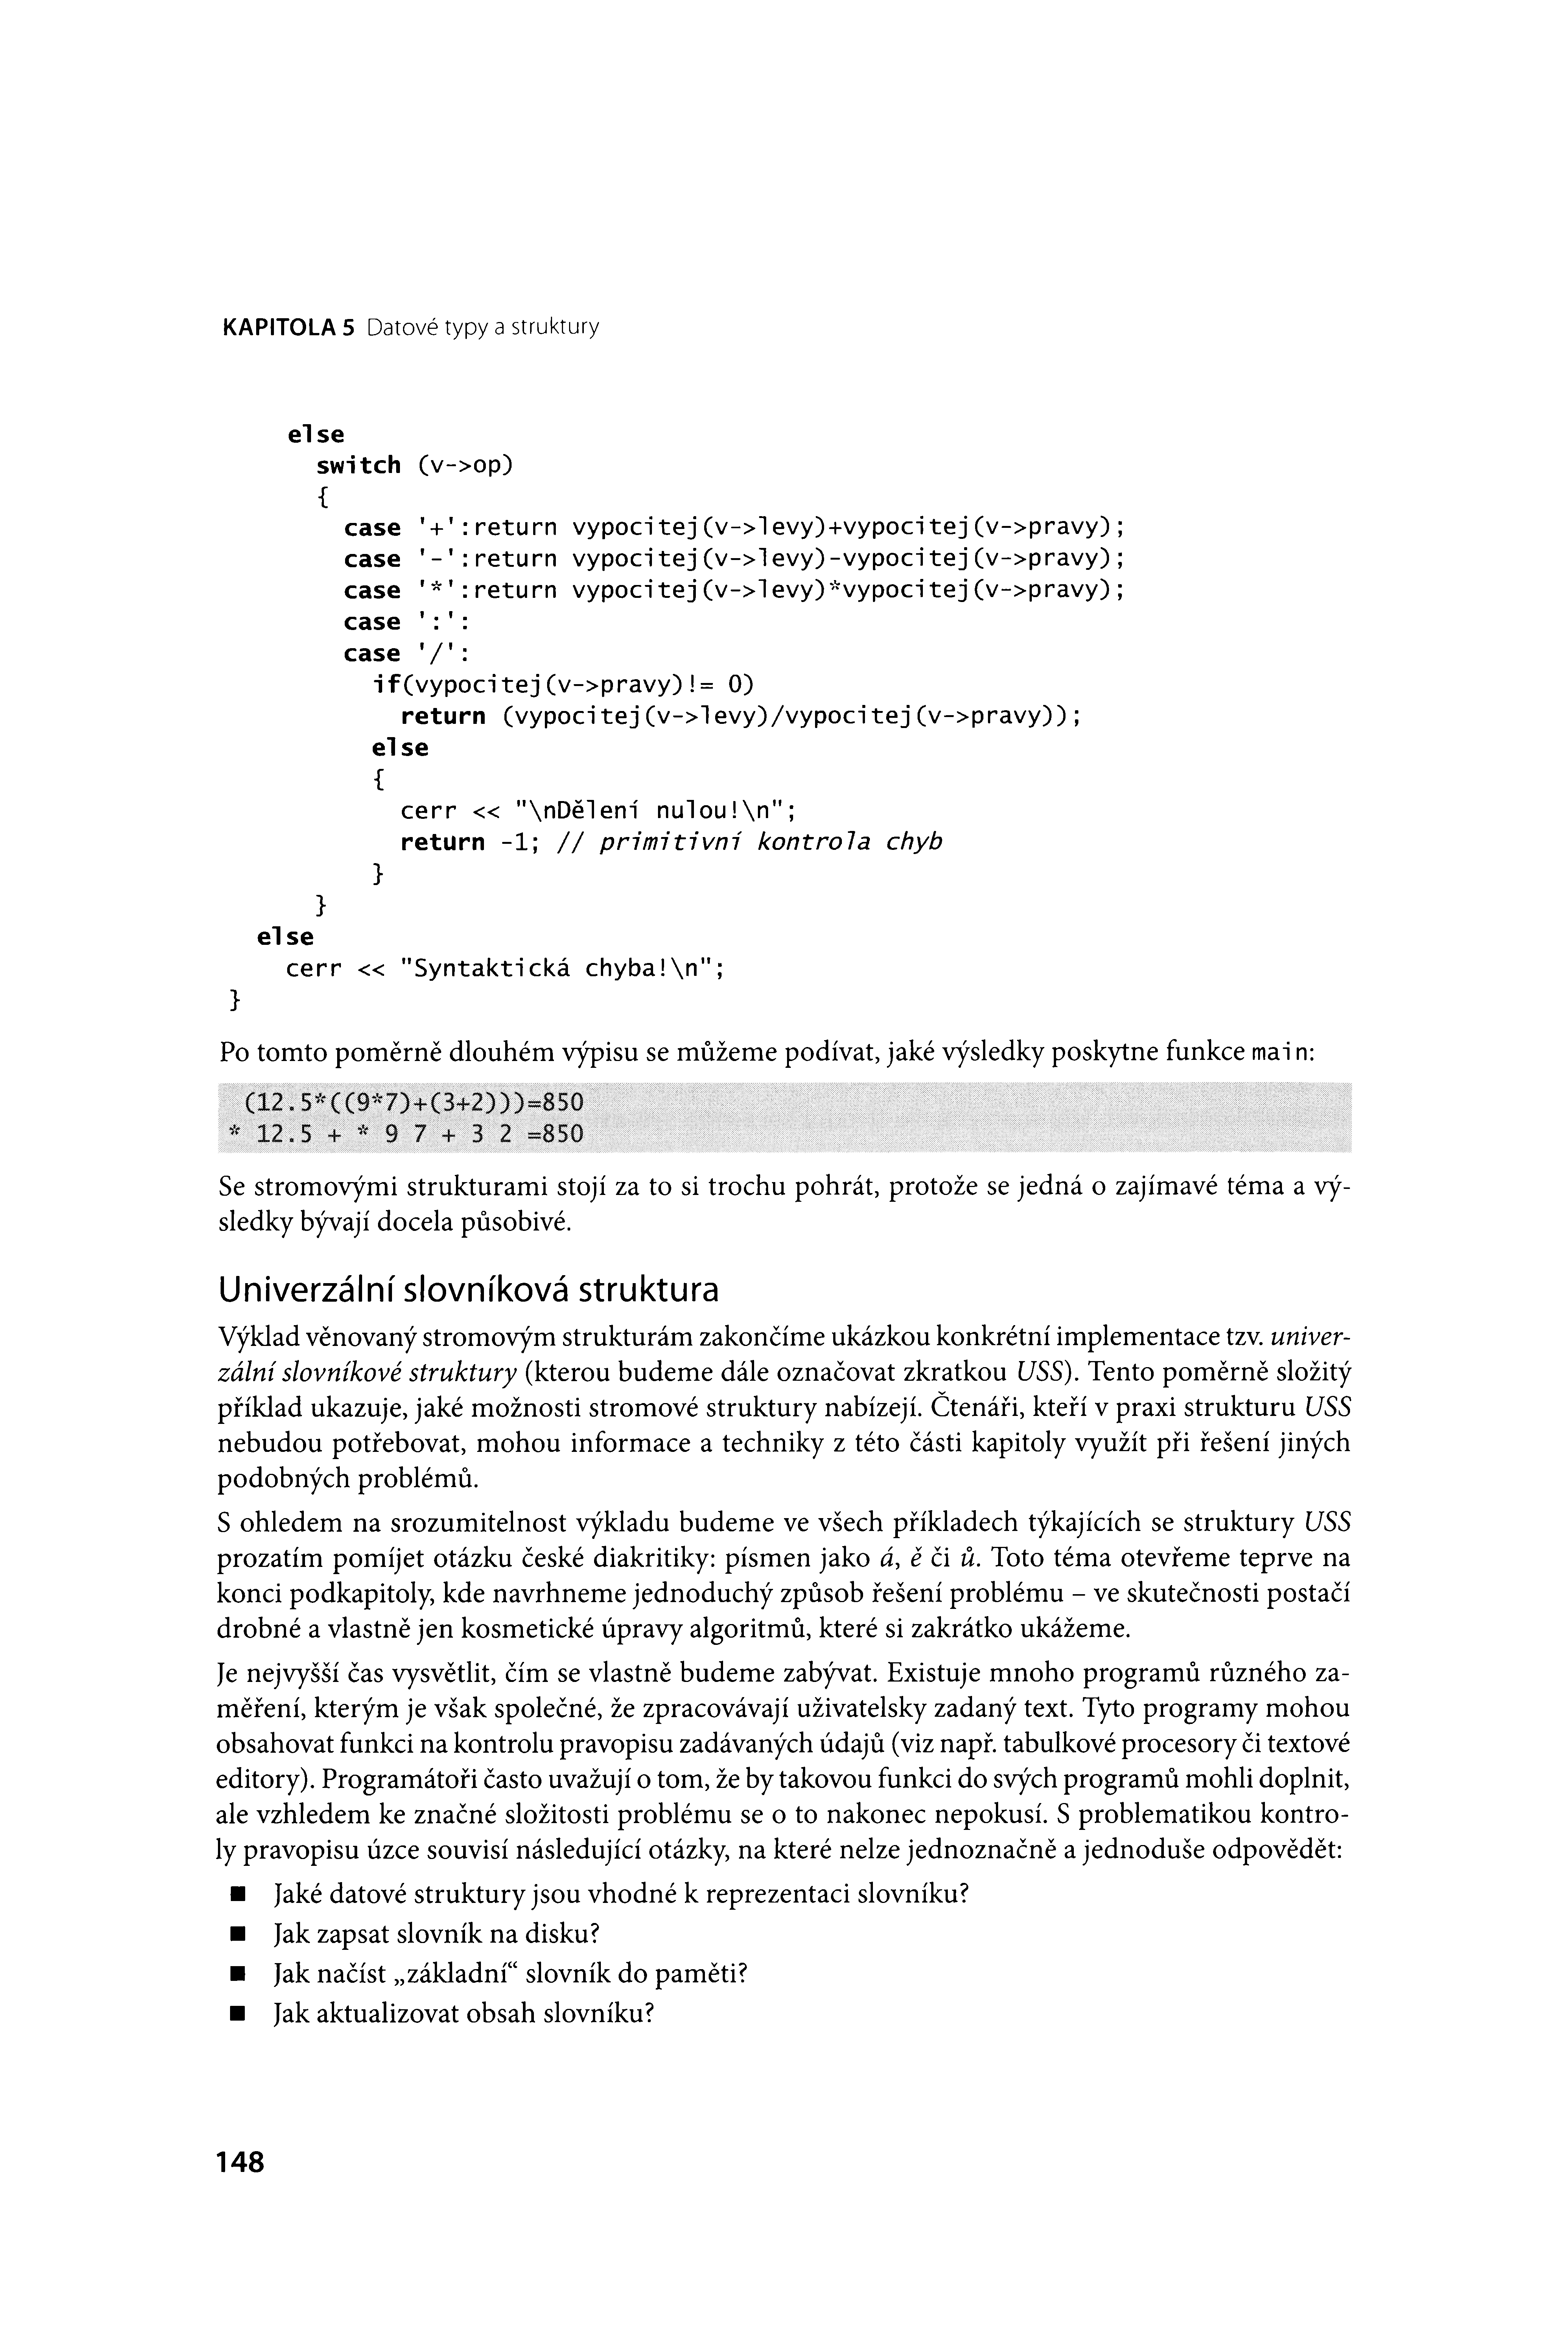 KAPITOLA 5 Datové typy a struktury
else
switch (v->op)
{
case '+':return vypocitej(v->levy)+vypocitej(v->pravy);
case '-':return vypocitej(v->levy)-vypocitej(v->pravy);
case '*':return vypocitej(v->levy)*vypocitej(v->pravy);
case ':':
case '/':
if(vypocitej(v->pravy)!= 0)
return (vypocitej(v->levy)/vypocitej(v->pravy));
else
{
cerr << "\nDělení nulou!\n";
return -1; // primitivní kontrola chyb
}
}
else
cerr << "Syntaktická chyba!\n";
}
Po tomto poměrně dlouhém výpisu se můžeme podívat, jaké výsledky poskytne funkce main:
(12.5*((9*7)+(3+2)))=850
* 12.5 + * 9 7 + 3 2 =850
Se stromovými strukturami stojí za to si trochu pohrát, protože se jedná o zajímavé téma a vý-
sledky bývají docela působivé.
Univerzální slovníková struktura
Výklad věnovaný stromovým strukturám zakončíme ukázkou konkrétní implementace tzv. univer-
zální slovníkové struktury (kterou budeme dále označovat zkratkou USS). Tento poměrně složitý
příklad ukazuje, jaké možnosti stromové struktury nabízejí. Čtenáři, kteří v praxi strukturu USS
nebudou potřebovat, mohou informace a techniky z této části kapitoly využít při řešení jiných
podobných problémů.
S ohledem na srozumitelnost výkladu budeme ve všech příkladech týkajících se struktury USS
prozatím pomíjet otázku české diakritiky: písmen jako á, ě či ů. Toto téma otevřeme teprve na
konci podkapitoly, kde navrhneme jednoduchý způsob řešení problému – ve skutečnosti postačí
drobné a vlastně jen kosmetické úpravy algoritmů, které si zakrátko ukážeme.
Je nejvyšší čas vysvětlit, čím se vlastně budeme zabývat. Existuje mnoho programů různého za-
měření, kterým je však společné, že zpracovávají uživatelsky zadaný text. Tyto programy mohou
obsahovat funkci na kontrolu pravopisu zadávaných údajů (viz např. tabulkové procesory či textové
editory). Programátoři často uvažují o tom, že by takovou funkci do svých programů mohli doplnit,
ale vzhledem ke značné složitosti problému se o to nakonec nepokusí. S problematikou kontro-
ly pravopisu úzce souvisí následující otázky, na které nelze jednoznačně a jednoduše odpovědět:
■ Jaké datové struktury jsou vhodné k reprezentaci slovníku?
■ Jak zapsat slovník na disku?
■ Jak načíst „základní“ slovník do paměti?
■ Jak aktualizovat obsah slovníku?
148